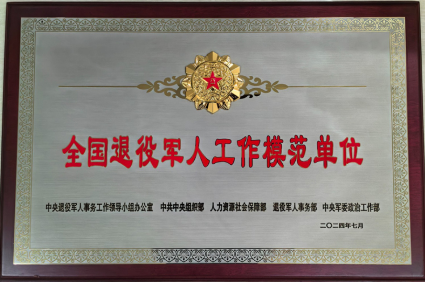 全国退役军人工作模范单位
中央退役军人事务工作领导小组办公室 中共中央组织部 人力资源社会保障部 退役军人事务部 中央军委政治工作部
二〇二四年七月